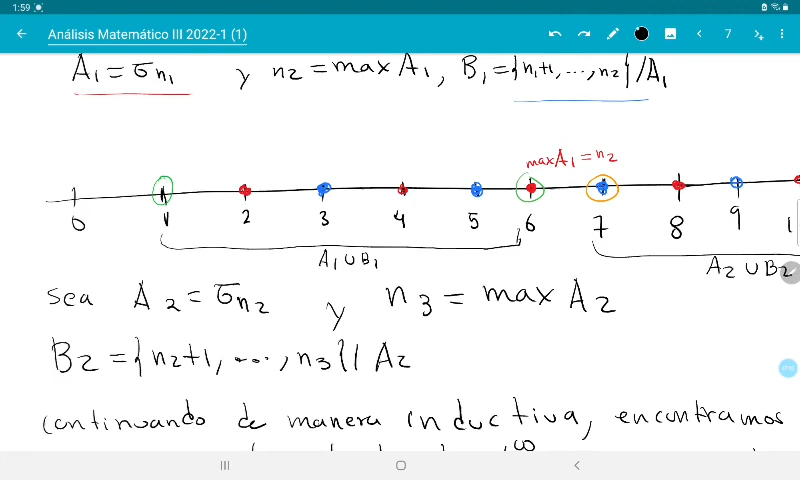 1:59
Análisis Matemático III 2022-1 (1)
7
A₁ = σn₁ y n₂ = max A₁, B₁ = {n₁+1, ..., n₂}/A₁
max A₁ = n₂
0 1 2 3 4 5 6 7 8 9 1
A₁ ∪ B₁
A₂ ∪ B₂
sea A₂ = σn₂ y n₃ = max A₂
B₂ = {n₂+1, ..., n₃}\ A₂
continuando de manera inductiva, encontramos